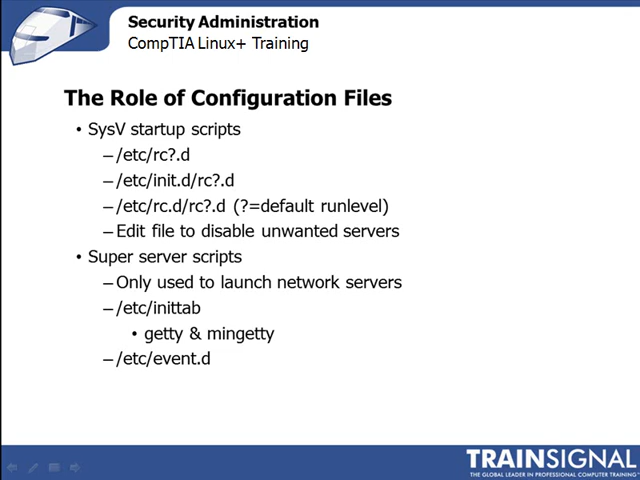 Security Administration
CompTIA Linux+ Training
The Role of Configuration Files
• SysV startup scripts
– /etc/rc?.d
– /etc/init.d/rc?.d
– /etc/rc.d/rc?.d (?=default runlevel)
– Edit file to disable unwanted servers
• Super server scripts
– Only used to launch network servers
– /etc/inittab
• getty & mingetty
– /etc/event.d
TRAINSIGNAL
THE GLOBAL LEADER IN PROFESSIONAL COMPUTER TRAINING